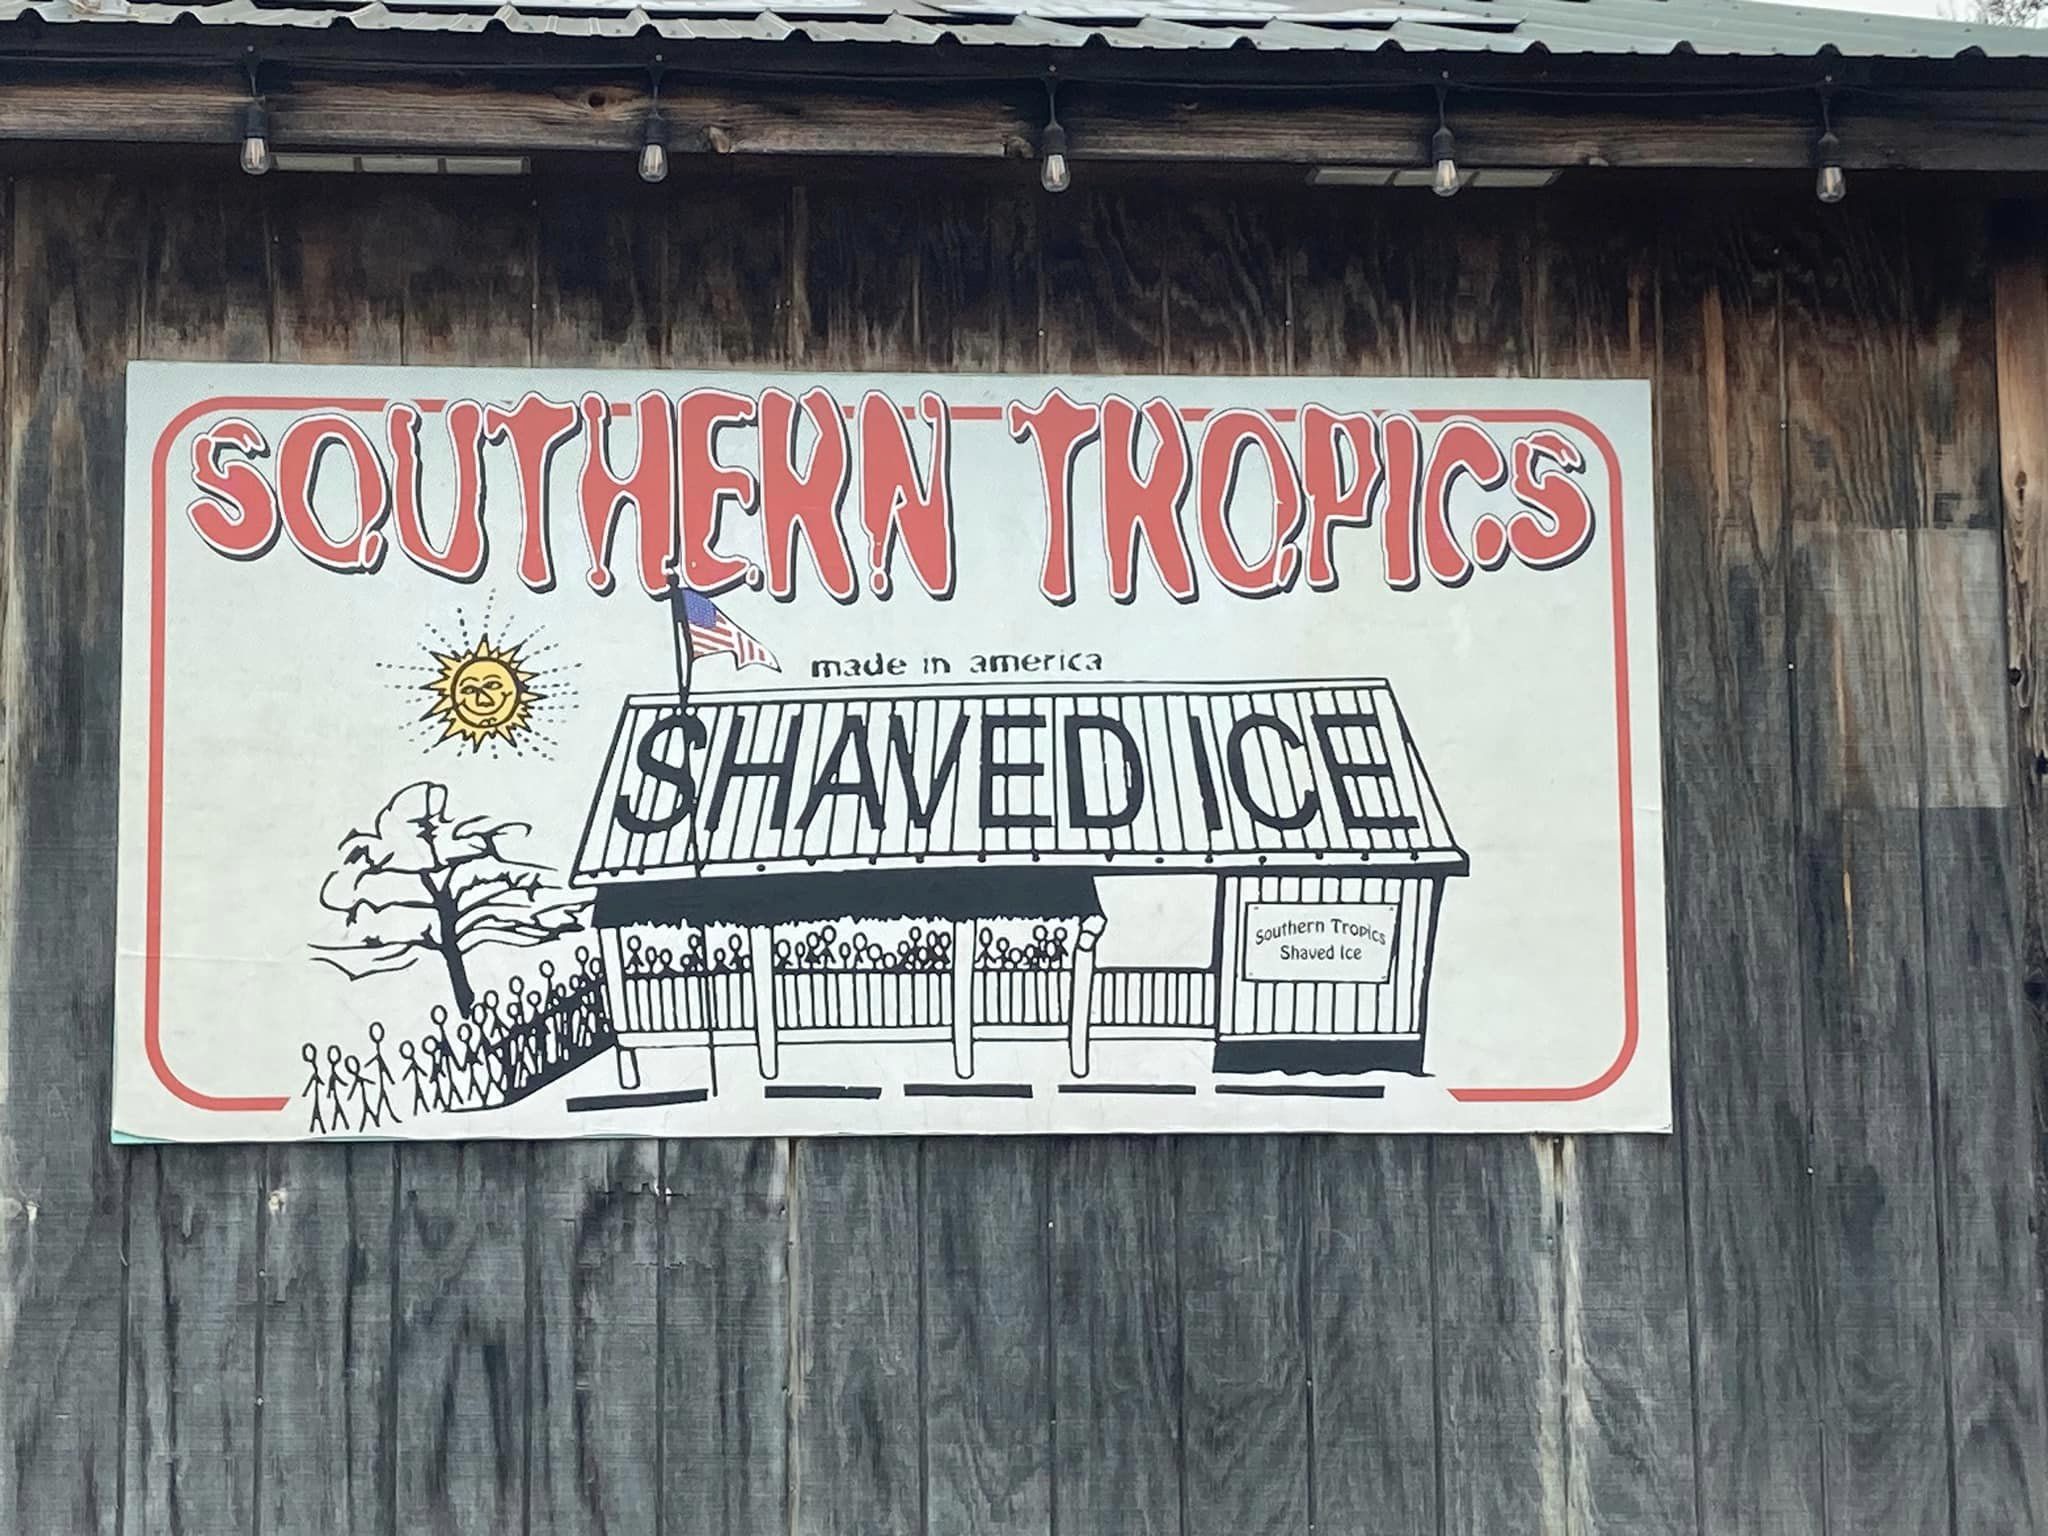 SOUTHERN TROPICS
made in america
SHAVED ICE
Southern Tropics
Shaved Ice